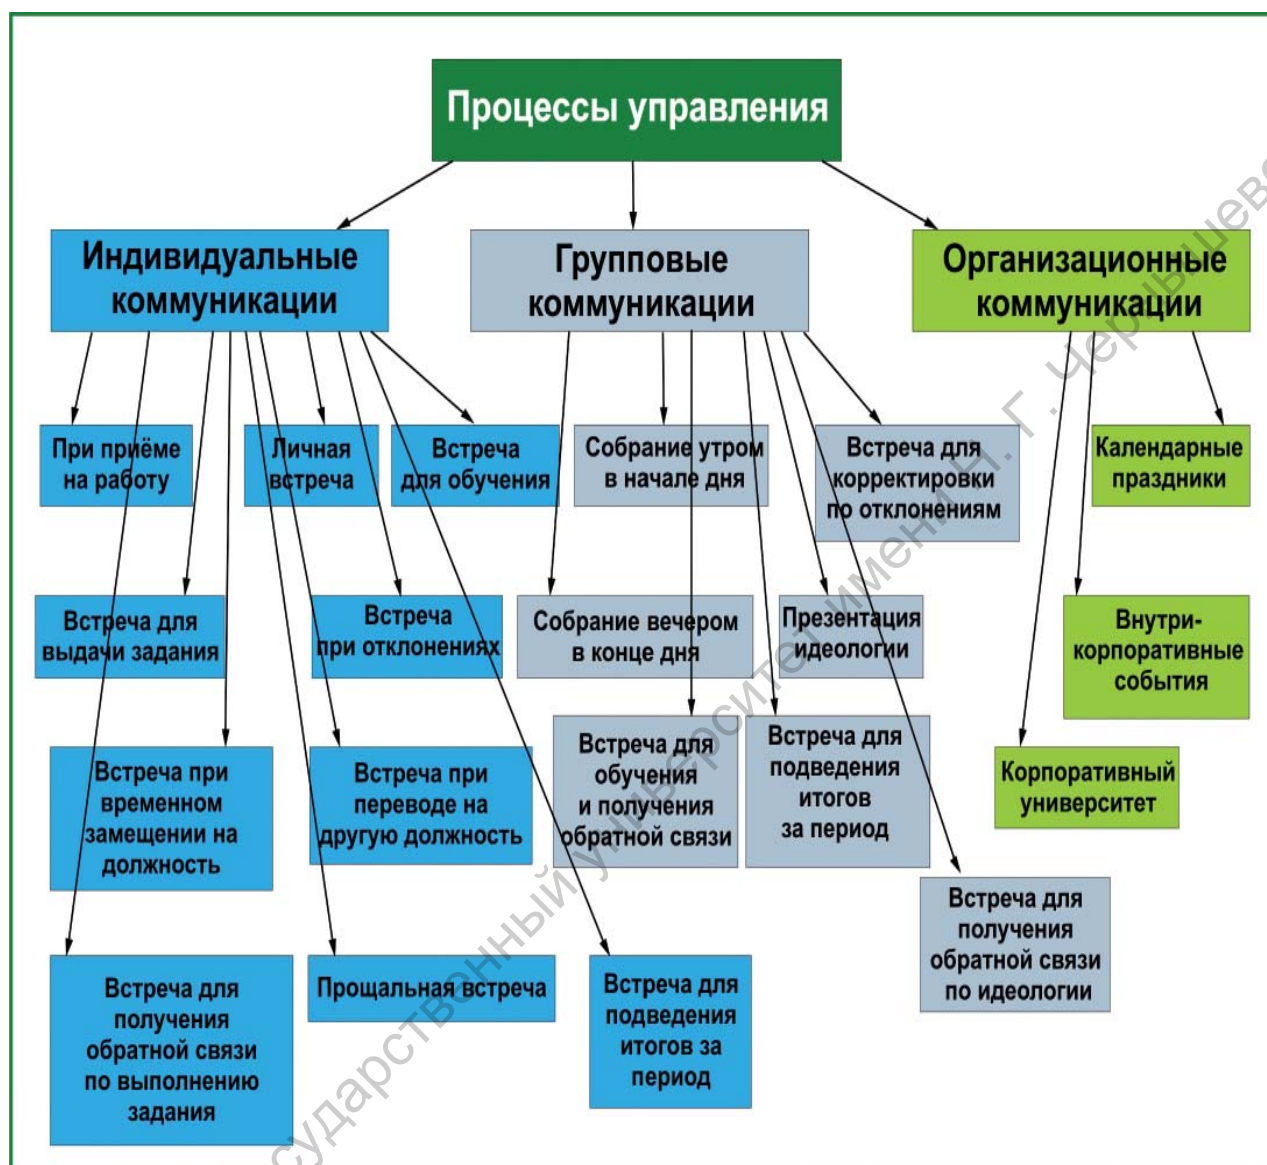 Процессы управления
Индивидуальные
коммуникации
Групповые
коммуникации
Организационные
коммуникации
При приёме
на работу
Личная
встреча
Встреча
для обучения
Собрание утром
в начале дня
Встреча для
корректировки
по отклонениям
Календарные
праздники
Встреча для
выдачи задания
Встреча
при отклонениях
Собрание вечером
в конце дня
Презентация
идеологии
Внутри-
корпоративные
события
Встреча при
временном
замещении на
должность
Встреча при
переводе на
другую должность
Встреча для
обучения
и получения
обратной связи
Встреча для
подведения
итогов
за период
Корпоративный
университет
Встреча для
получения
обратной связи
по идеологии
Встреча для
получения
обратной связи
по выполнению
задания
Прощальная встреча
Встреча для
подведения
итогов за
период
университет имени Н. Г. Чернышевс